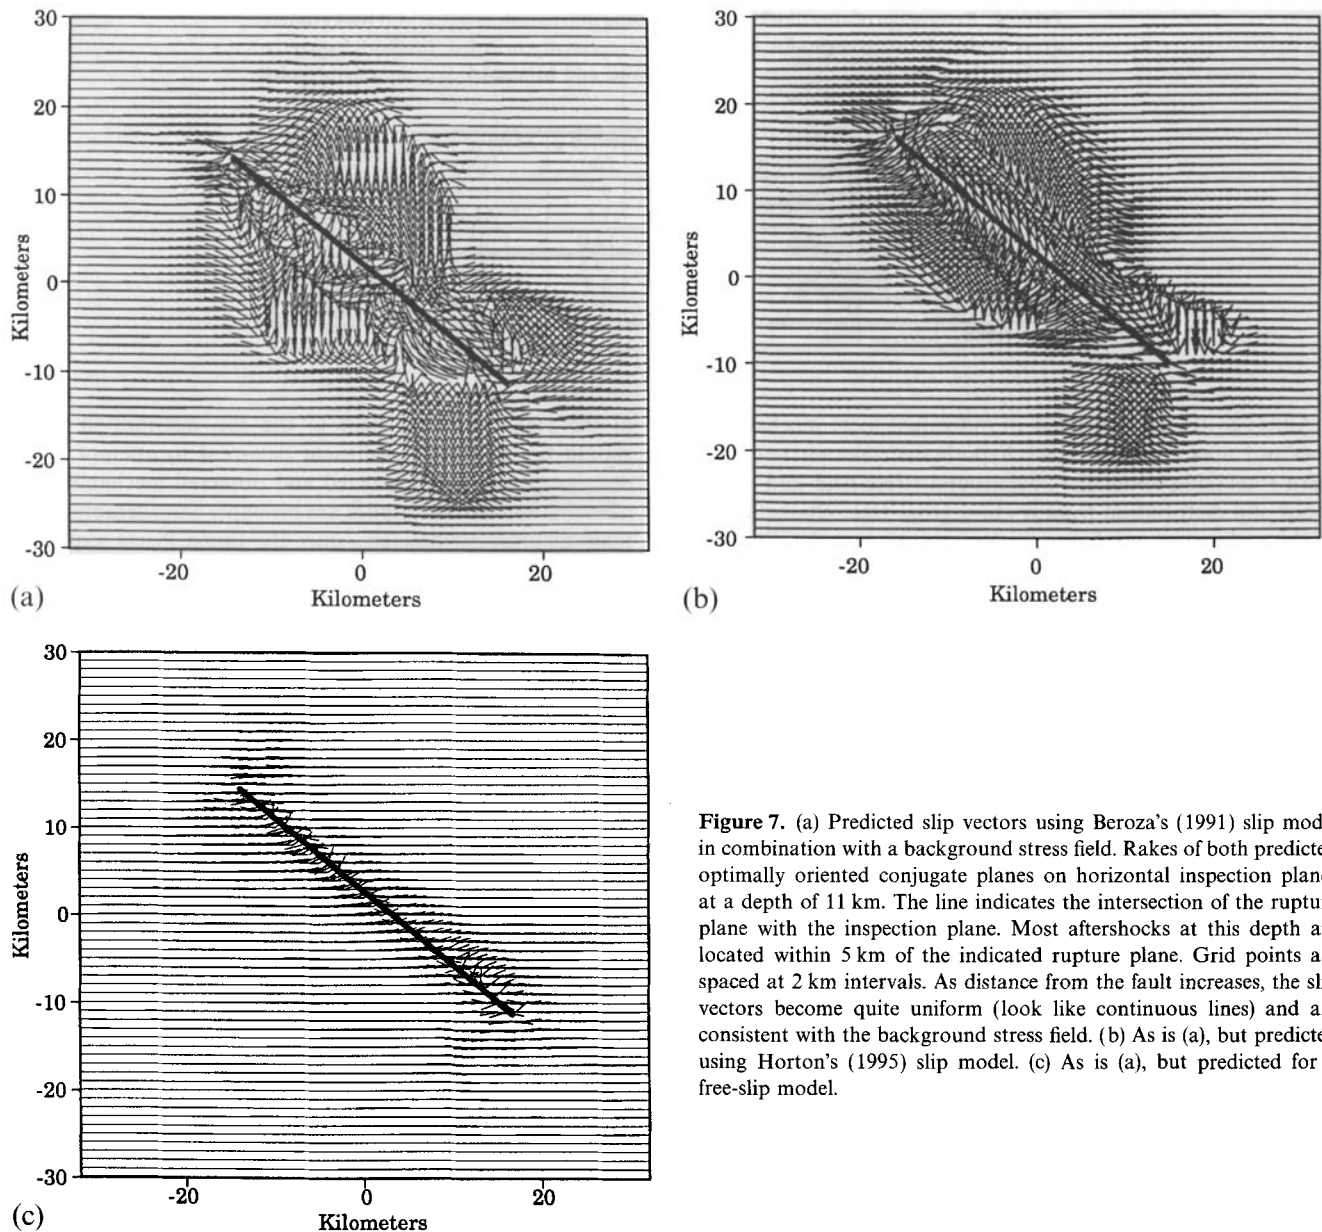 30
20
10
0
-10
-20
-30
Kilometers
-20 0 20
Kilometers
(a)
30
20
10
0
-10
-20
-30
Kilometers
-20 0 20
Kilometers
(b)
30
20
10
0
-10
-20
-30
Kilometers
-20 0 20
Kilometers
(c)
Figure 7. (a) Predicted slip vectors using Beroza's (1991) slip mod
in combination with a background stress field. Rakes of both predicte
optimally oriented conjugate planes on horizontal inspection plan
at a depth of 11 km. The line indicates the intersection of the ruptu
plane with the inspection plane. Most aftershocks at this depth a
located within 5 km of the indicated rupture plane. Grid points a
spaced at 2 km intervals. As distance from the fault increases, the sl
vectors become quite uniform (look like continuous lines) and a
consistent with the background stress field. (b) As is (a), but predicte
using Horton's (1995) slip model. (c) As is (a), but predicted for
free-slip model.